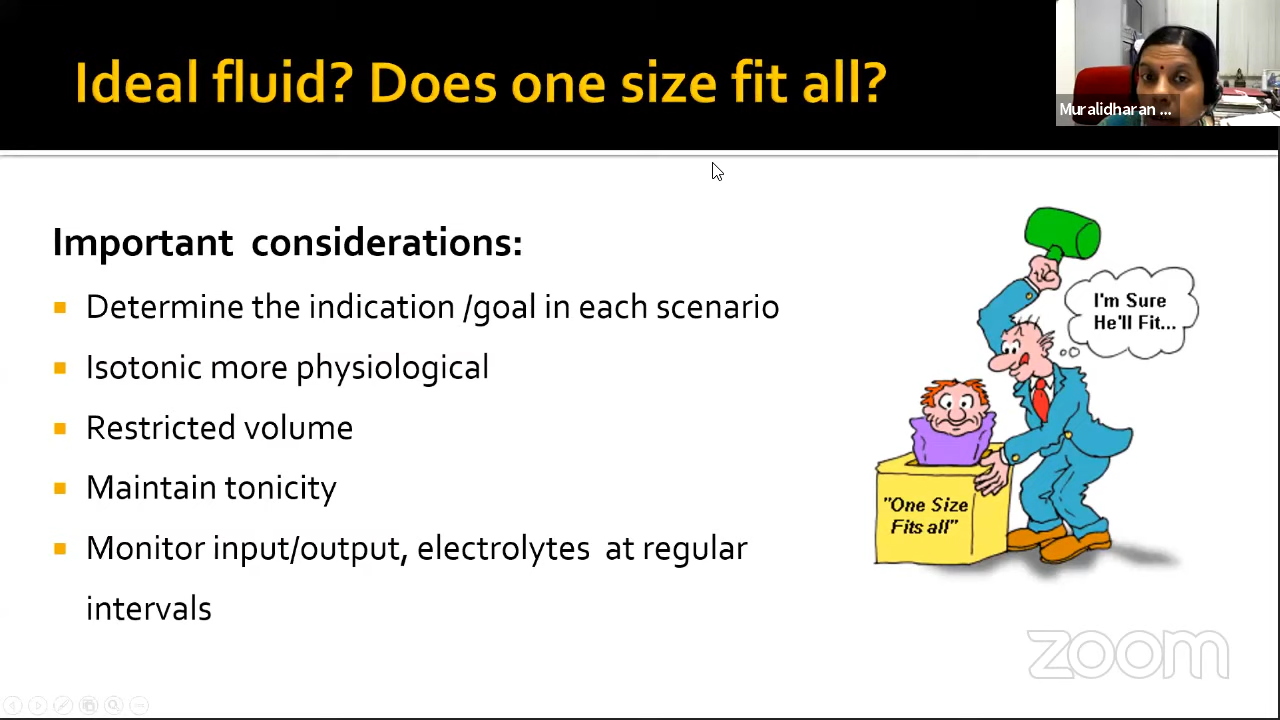 Ideal fluid? Does one size fit all?
Muralidharan ...
Important considerations:
Determine the indication /goal in each scenario
Isotonic more physiological
Restricted volume
Maintain tonicity
Monitor input/output, electrolytes at regular
intervals
I'm Sure
He'll Fit...
"One Size
Fits all"
zoom